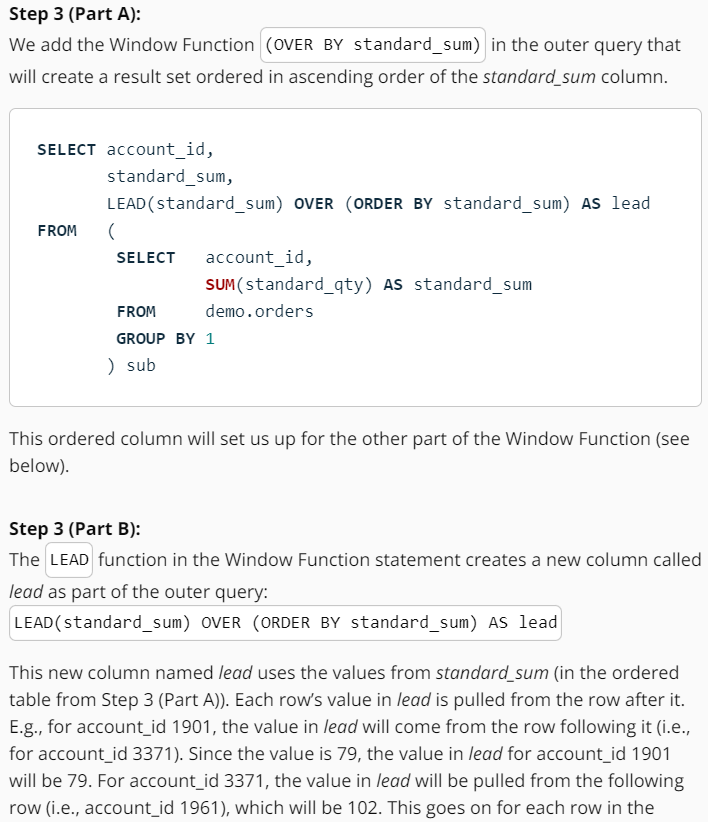 Step 3 (Part A):
We add the Window Function (OVER BY standard_sum) in the outer query that
will create a result set ordered in ascending order of the standard_sum column.
SELECT account_id,
standard_sum,
LEAD(standard_sum) OVER (ORDER BY standard_sum) AS lead
FROM (
SELECT account_id,
SUM(standard_qty) AS standard_sum
FROM demo.orders
GROUP BY 1
) sub
This ordered column will set us up for the other part of the Window Function (see
below).
Step 3 (Part B):
The LEAD function in the Window Function statement creates a new column called
lead as part of the outer query:
LEAD(standard_sum) OVER (ORDER BY standard_sum) AS lead
This new column named lead uses the values from standard_sum (in the ordered
table from Step 3 (Part A)). Each row’s value in lead is pulled from the row after it.
E.g., for account_id 1901, the value in lead will come from the row following it (i.e.,
for account_id 3371). Since the value is 79, the value in lead for account_id 1901
will be 79. For account_id 3371, the value in lead will be pulled from the following
row (i.e., account_id 1961), which will be 102. This goes on for each row in the